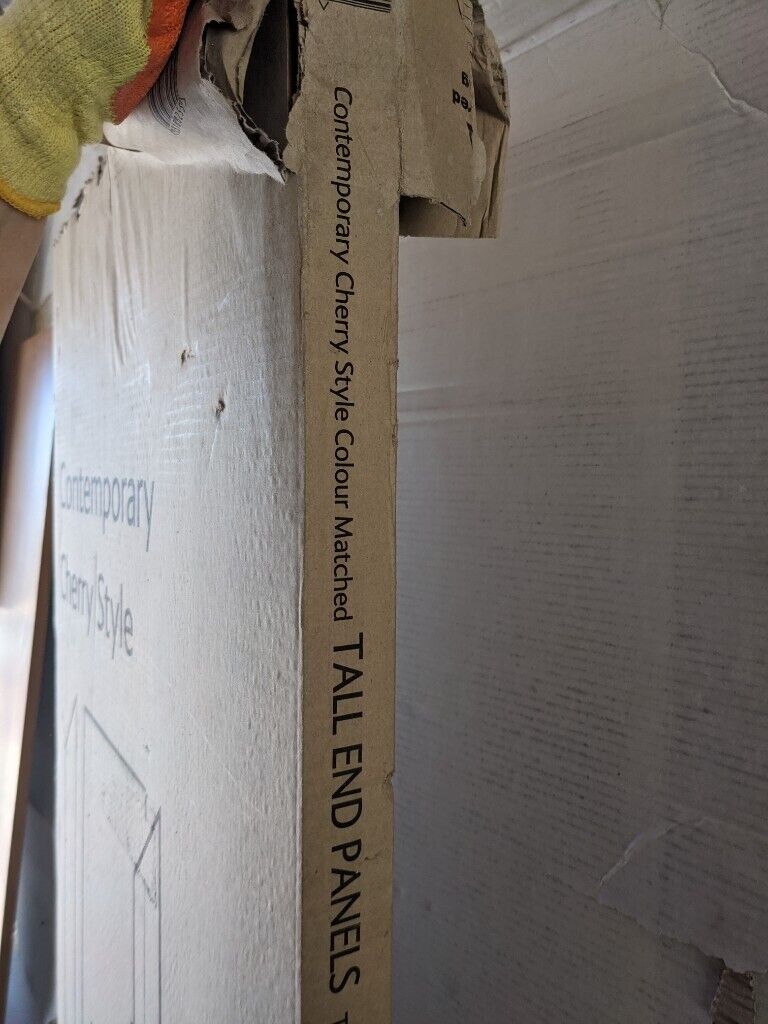 Contemporary Cherry Style Colour Matched TALL END PANELS
Contemporary
Cherry Style